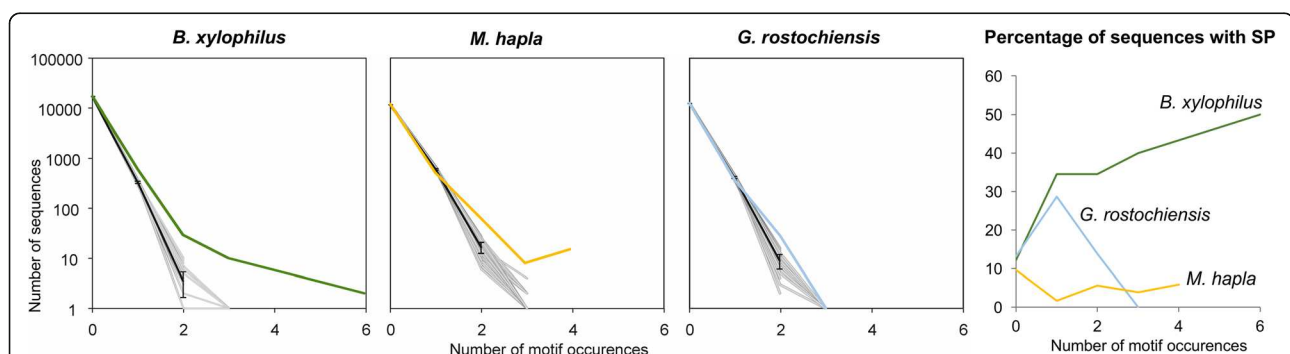 B. xylophilus
M. hapla
G. rostochiensis
Percentage of sequences with SP
Number of sequences
100000
10000
1000
100
10
1
0 2 4 6
0 2 4 6
0 2 4 6
Number of motif occurences
60
50
40
30
20
10
0
B. xylophilus
G. rostochiensis
M. hapla
0 2 4 6
Number of motif occurences